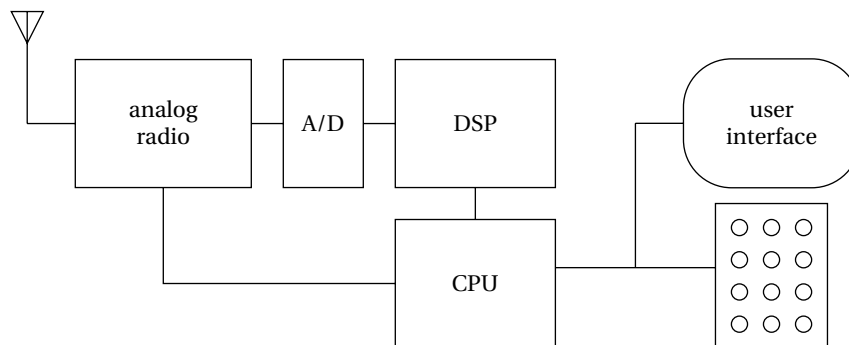 analog
radio
A/D
DSP
user
interface
CPU